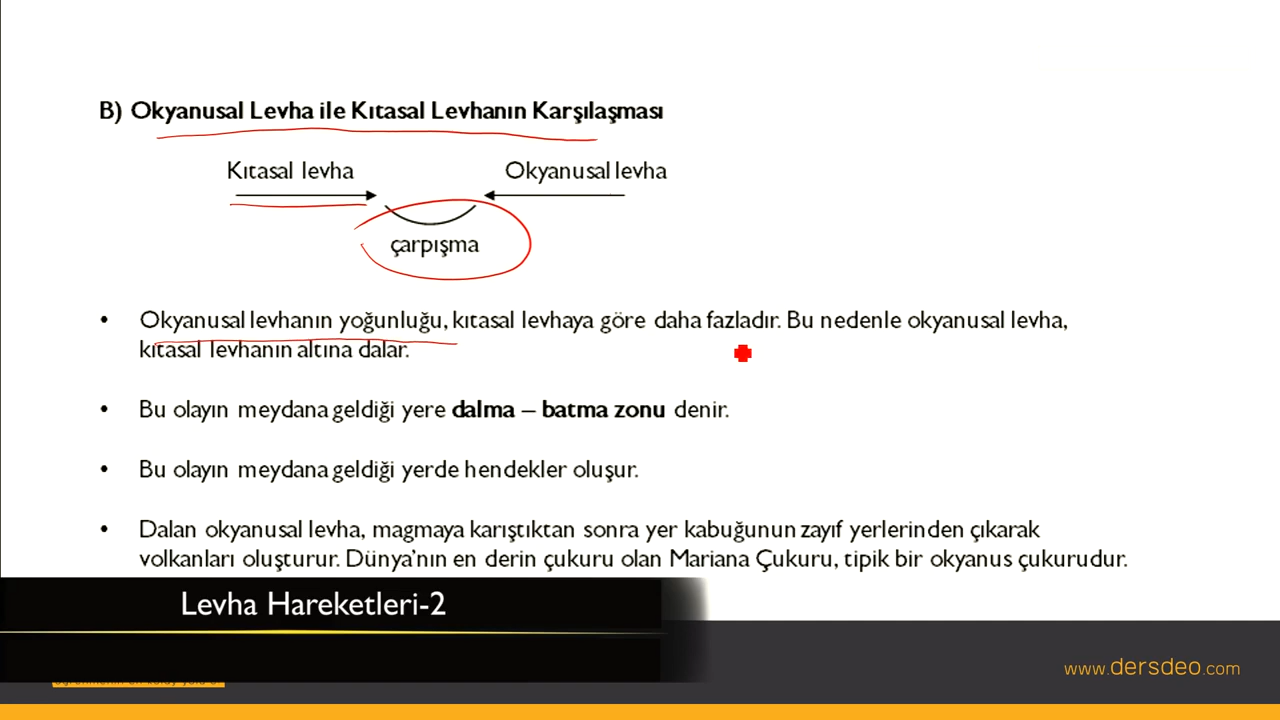 B) Okyanusal Levha ile Kıtasal Levhanın Karşılaşması
Kıtasal levha Okyanusal levha
çarpışma
• Okyanusal levhanın yoğunluğu, kıtasal levhaya göre daha fazladır. Bu nedenle okyanusal levha,
kıtasal levhanın altına dalar.
• Bu olayın meydana geldiği yere dalma – batma zonu denir.
• Bu olayın meydana geldiği yerde hendekler oluşur.
• Dalan okyanusal levha, magmaya karıştıktan sonra yer kabuğunun zayıf yerlerinden çıkarak
volkanları oluşturur. Dünya’nın en derin çukuru olan Mariana Çukuru, tipik bir okyanus çukurudur.
Levha Hareketleri-2
www.dersdeo.com